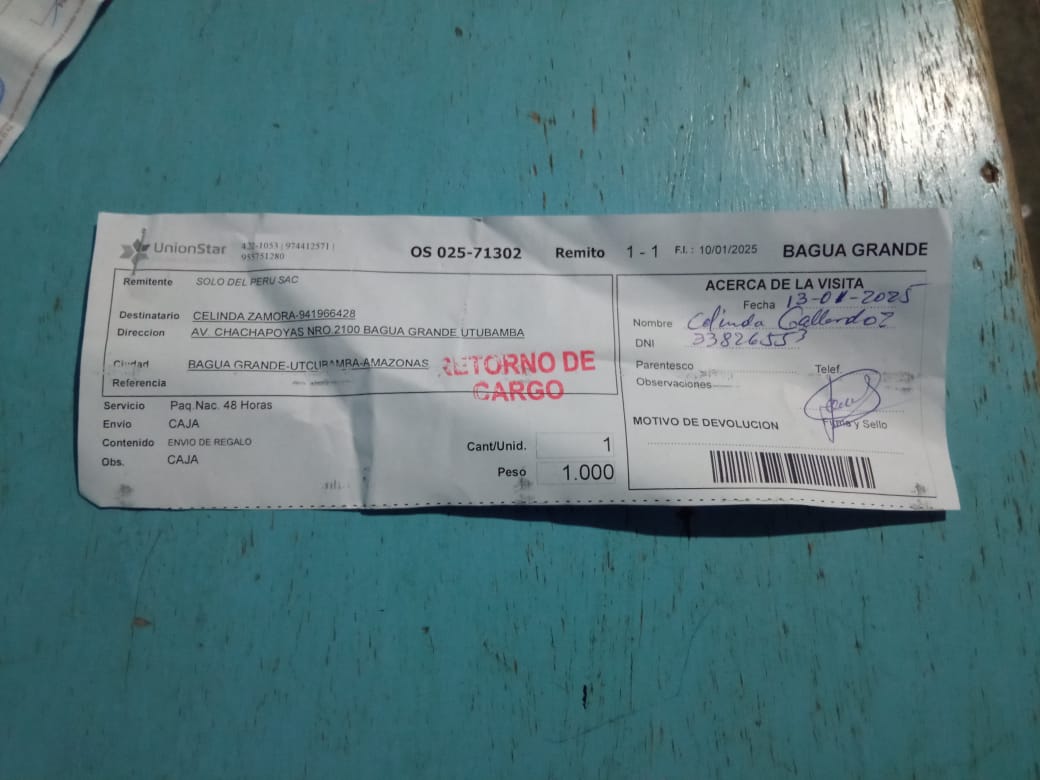 UnionStar
422-1053 | 974412571 |
955751280
OS 025-71302 Remito 1 - 1 F.I. : 10/01/2025 BAGUA GRANDE
Remitente SOLO DEL PERU SAC
Destinatario CELINDA ZAMORA-941966428
Direccion AV. CHACHAPOYAS NRO.2100 BAGUA GRANDE UTUBAMBA
Ciudad BAGUA GRANDE-UTCUBAMBA-AMAZONAS
Referencia
RETORNO DE
CARGO
Servicio Paq.Nac. 48 Horas
Envio CAJA
Contenido ENVIO DE REGALO
Obs. CAJA
Cant/Unid. 1
Peso 1.000
ACERCA DE LA VISITA
Fecha 13-01-2025
Nombre Celinda Gallardo Z
DNI 33826553
Parentesco Telef.
Observaciones
Firma y Sello
MOTIVO DE DEVOLUCION